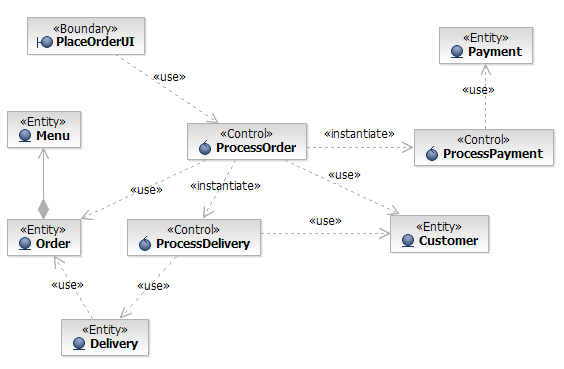 «Boundary»
PlaceOrderUI
«Entity»
Payment
«use»
«use»
«Entity»
Menu
«Control»
ProcessOrder
«instantiate»
«Control»
ProcessPayment
«use»
«instantiate»
«use»
«Entity»
Order
«Control»
ProcessDelivery
«use»
«Entity»
Customer
«use»
«use»
«Entity»
Delivery